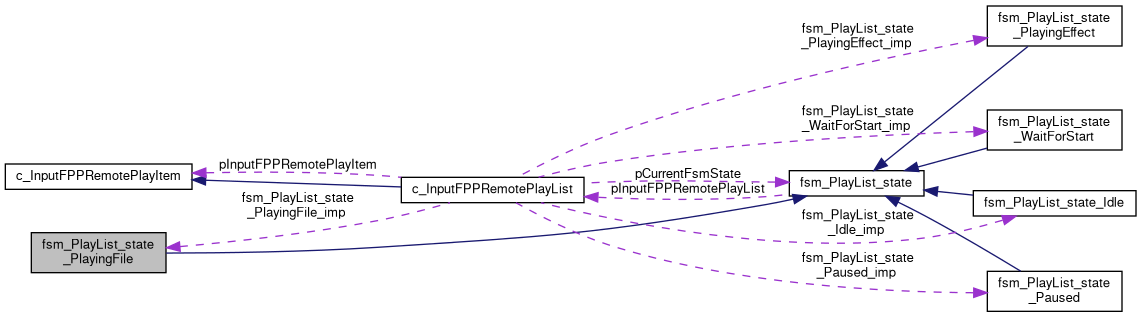 fsm_PlayList_state
_PlayingEffect
fsm_PlayList_state
_PlayingEffect_imp
fsm_PlayList_state
_WaitForStart_imp
fsm_PlayList_state
_WaitForStart
pInputFPPRemotePlayItem
c_InputFPPRemotePlayItem
c_InputFPPRemotePlayList
pCurrentFsmState
pInputFPPRemotePlayList
fsm_PlayList_state
fsm_PlayList_state_Idle
fsm_PlayList_state
_PlayingFile_imp
fsm_PlayList_state
_Idle_imp
fsm_PlayList_state
_PlayingFile
fsm_PlayList_state
_Paused_imp
fsm_PlayList_state
_Paused